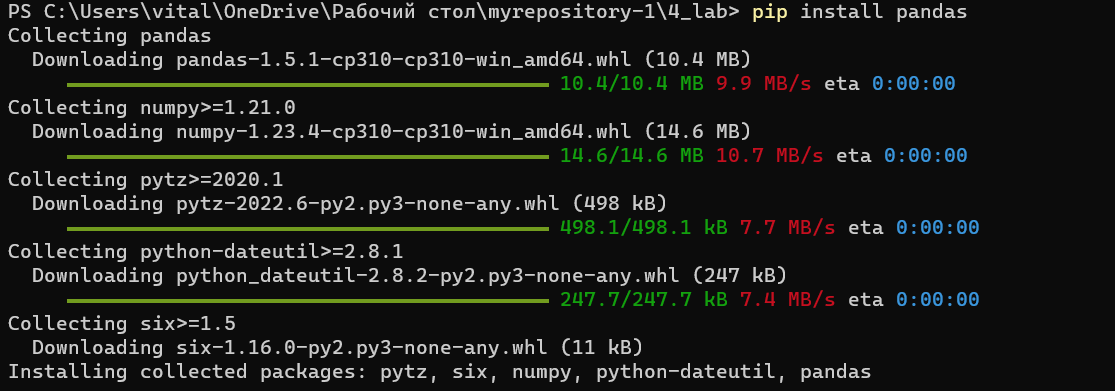 PS C:\Users\vital\OneDrive\Рабочий стол\myrepository-1\4_lab> pip install pandas
Collecting pandas
  Downloading pandas-1.5.1-cp310-cp310-win_amd64.whl (10.4 MB)
10.4/10.4 MB 9.9 MB/s eta 0:00:00
Collecting numpy>=1.21.0
  Downloading numpy-1.23.4-cp310-cp310-win_amd64.whl (14.6 MB)
14.6/14.6 MB 10.7 MB/s eta 0:00:00
Collecting pytz>=2020.1
  Downloading pytz-2022.6-py2.py3-none-any.whl (498 kB)
498.1/498.1 kB 7.7 MB/s eta 0:00:00
Collecting python-dateutil>=2.8.1
  Downloading python_dateutil-2.8.2-py2.py3-none-any.whl (247 kB)
247.7/247.7 kB 7.4 MB/s eta 0:00:00
Collecting six>=1.5
  Downloading six-1.16.0-py2.py3-none-any.whl (11 kB)
Installing collected packages: pytz, six, numpy, python-dateutil, pandas